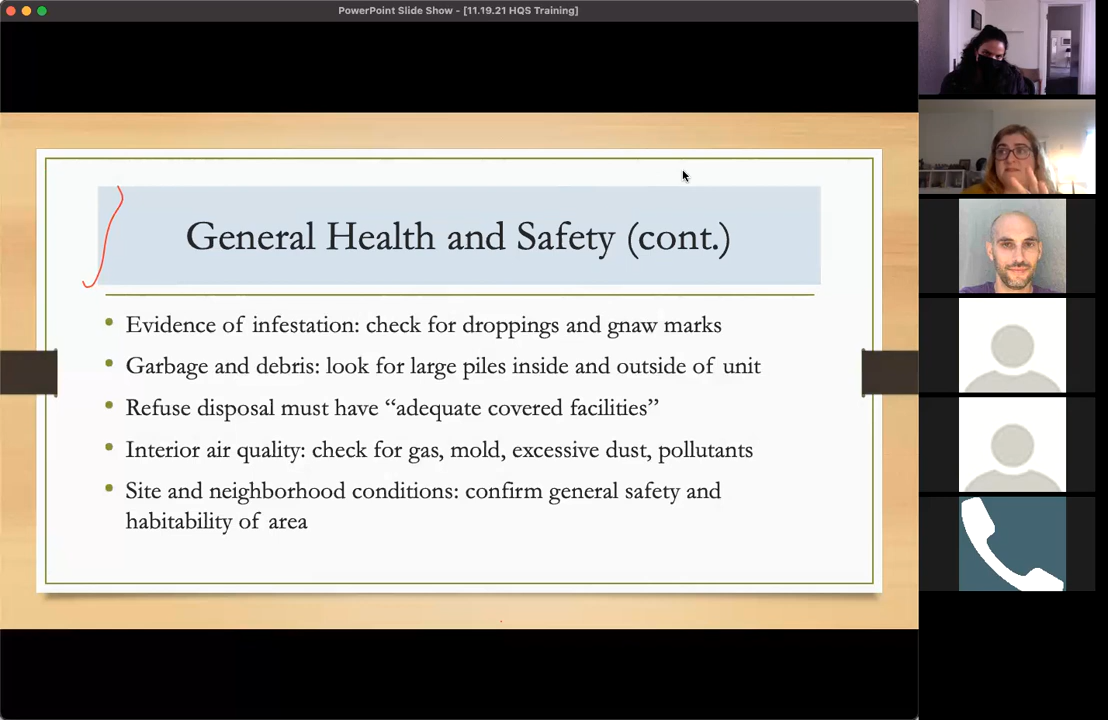 PowerPoint Slide Show - [11.19.21 HQS Training]
General Health and Safety (cont.)
• Evidence of infestation: check for droppings and gnaw marks
• Garbage and debris: look for large piles inside and outside of unit
• Refuse disposal must have “adequate covered facilities”
• Interior air quality: check for gas, mold, excessive dust, pollutants
• Site and neighborhood conditions: confirm general safety and
habitability of area